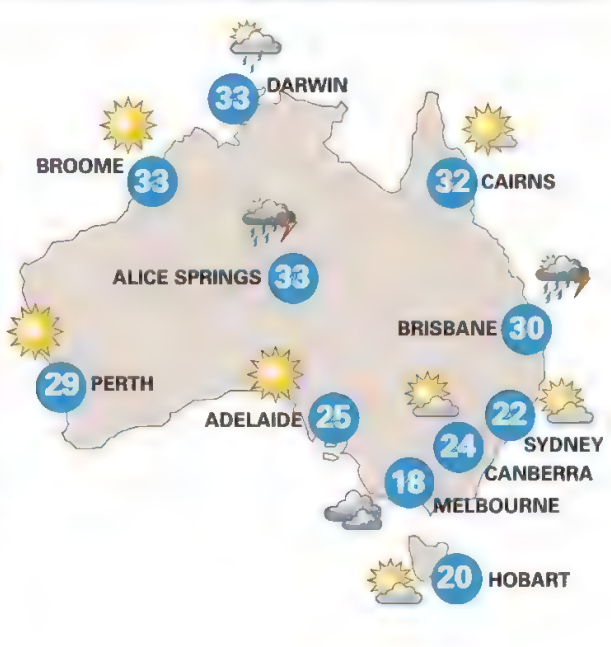 33 DARWIN
BROOME 33
32 CAIRNS
ALICE SPRINGS 33
BRISBANE 30
29 PERTH
ADELAIDE 25
22
SYDNEY
24
CANBERRA
18
MELBOURNE
20 HOBART